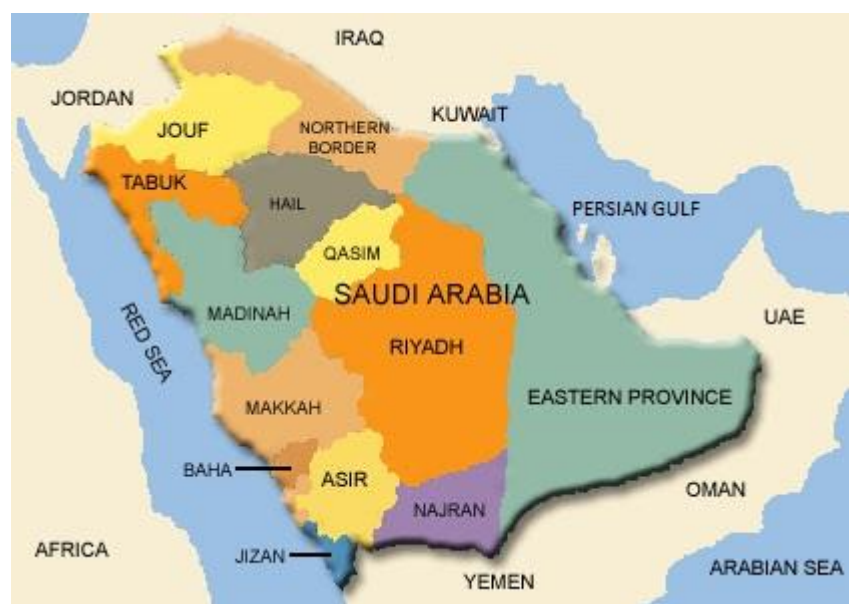 IRAQ
JORDAN
KUWAIT
JOUF
NORTHERN
BORDER
TABUK
HAIL
PERSIAN GULF
QASIM
SAUDI ARABIA
MADINAH
UAE
RED SEA
RIYADH
EASTERN PROVINCE
MAKKAH
BAHA
ASIR
OMAN
NAJRAN
AFRICA
JIZAN
YEMEN
ARABIAN SEA